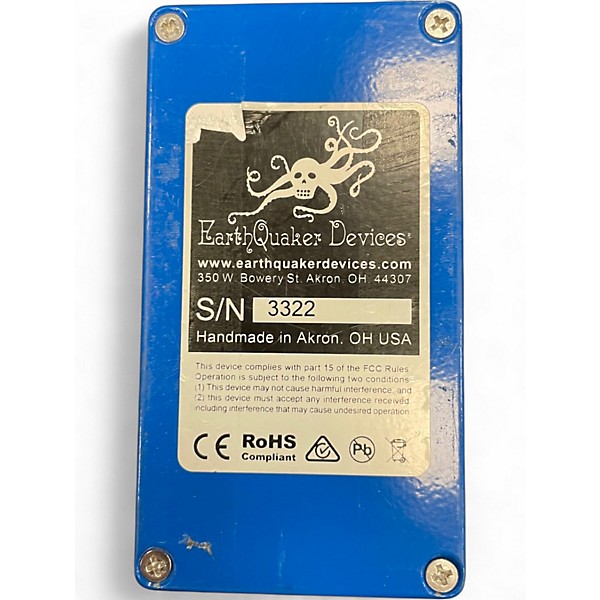 EarthQuaker Devices®
www.earthquakerdevices.com
350 W. Bowery St. Akron, OH 44307
S/N 3322
Handmade in Akron, OH USA
This device complies with part 15 of the FCC Rules
Operation is subject to the following two conditions
(1) This device may not cause harmful interference, and
(2) this device must accept any interference received
including interference that may cause undesired operation
CE RoHS
Compliant
Pb